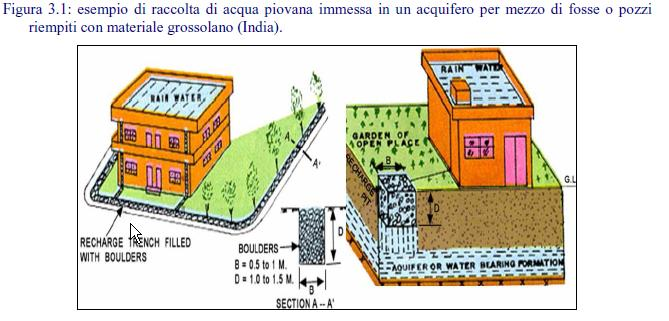 Figura 3.1: esempio di raccolta di acqua piovana immessa in un acquifero per mezzo di fosse o pozzi
riempiti con materiale grossolano (India).
RAIN WATER
RAIN WATER
GARDEN OF
OPEN PLACE
B
RECHARGE
PIT
G.L
D
A
A'
RECHARGE TRENCH FILLED
WITH BOULDERS
BOULDERS
B = 0.5 to 1 M.
D = 1.0 to 1.5 M.
D
B
SECTION A -- A'
AQUIFER OR WATER BEARING FORMATION